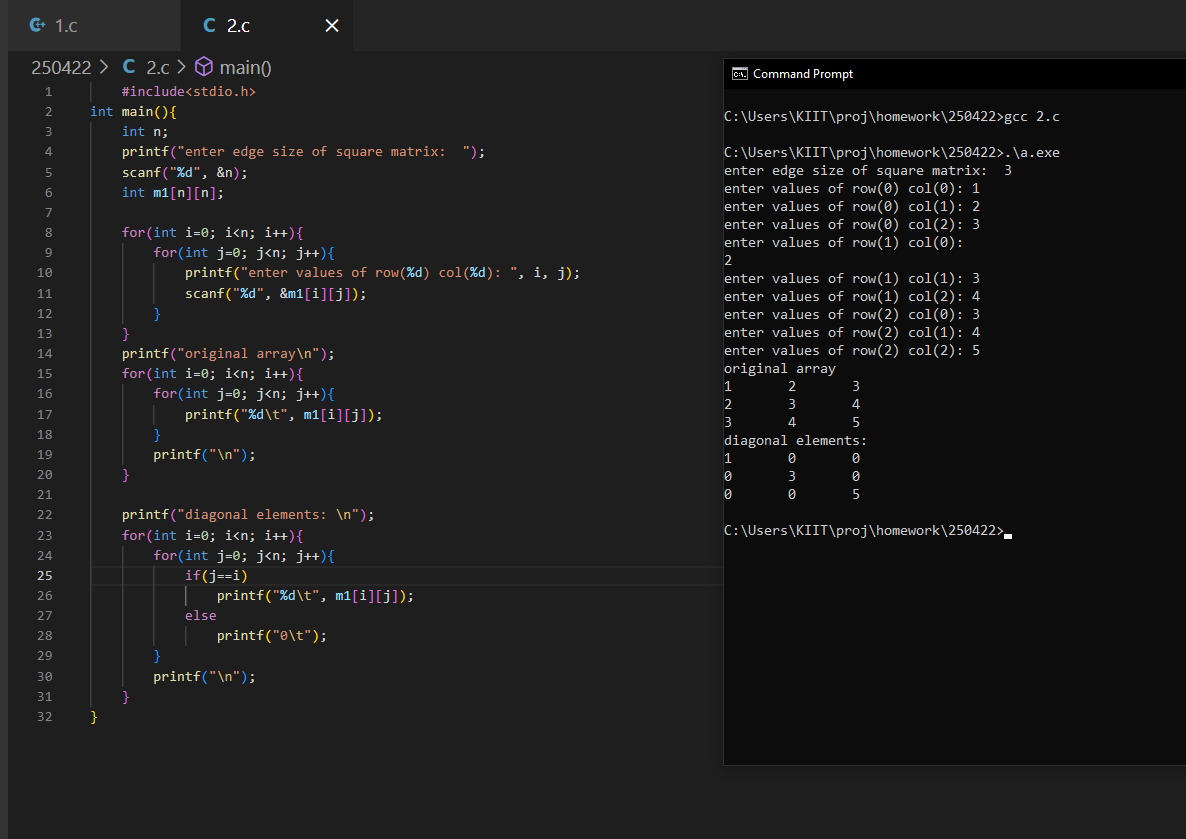 1.c
2.c
250422 > 2.c > main()
1 #include<stdio.h>
2 int main(){
3 int n;
4 printf("enter edge size of square matrix:  ");
5 scanf("%d", &n);
6 int m1[n][n];
7
8 for(int i=0; i<n; i++){
9 for(int j=0; j<n; j++){
10 printf("enter values of row(%d) col(%d): ", i, j);
11 scanf("%d", &m1[i][j]);
12 }
13 }
14 printf("original array\n");
15 for(int i=0; i<n; i++){
16 for(int j=0; j<n; j++){
17 printf("%d\t", m1[i][j]);
18 }
19 printf("\n");
20 }
21
22 printf("diagonal elements: \n");
23 for(int i=0; i<n; i++){
24 for(int j=0; j<n; j++){
25 if(j==i)
26 printf("%d\t", m1[i][j]);
27 else
28 printf("0\t");
29 }
30 printf("\n");
31 }
32 }
Command Prompt
C:\Users\KIIT\proj\homework\250422>gcc 2.c
C:\Users\KIIT\proj\homework\250422>.\a.exe
enter edge size of square matrix:  3
enter values of row(0) col(0): 1
enter values of row(0) col(1): 2
enter values of row(0) col(2): 3
enter values of row(1) col(0):
2
enter values of row(1) col(1): 3
enter values of row(1) col(2): 4
enter values of row(2) col(0): 3
enter values of row(2) col(1): 4
enter values of row(2) col(2): 5
original array
1 2 3
2 3 4
3 4 5
diagonal elements:
1 0 0
0 3 0
0 0 5
C:\Users\KIIT\proj\homework\250422>